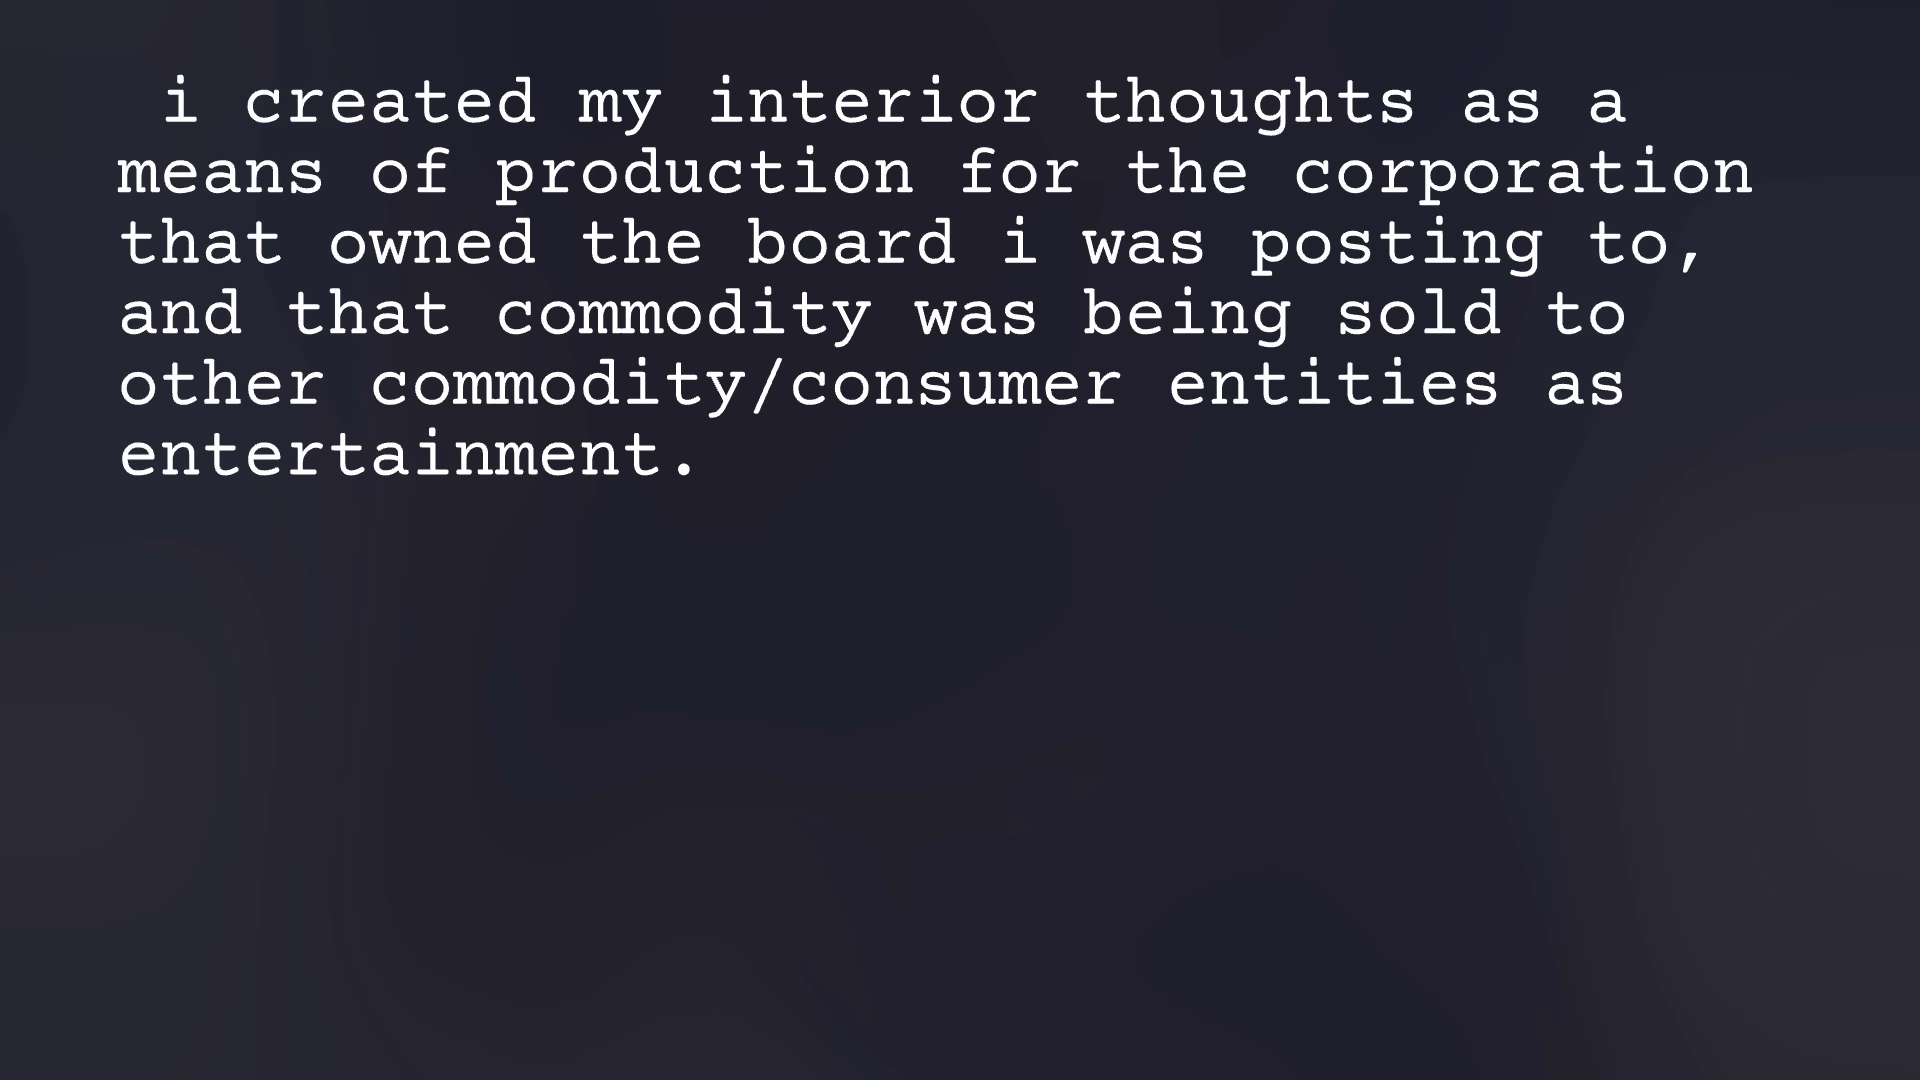 i created my interior thoughts as a
means of production for the corporation
that owned the board i was posting to,
and that commodity was being sold to
other commodity/consumer entities as
entertainment.